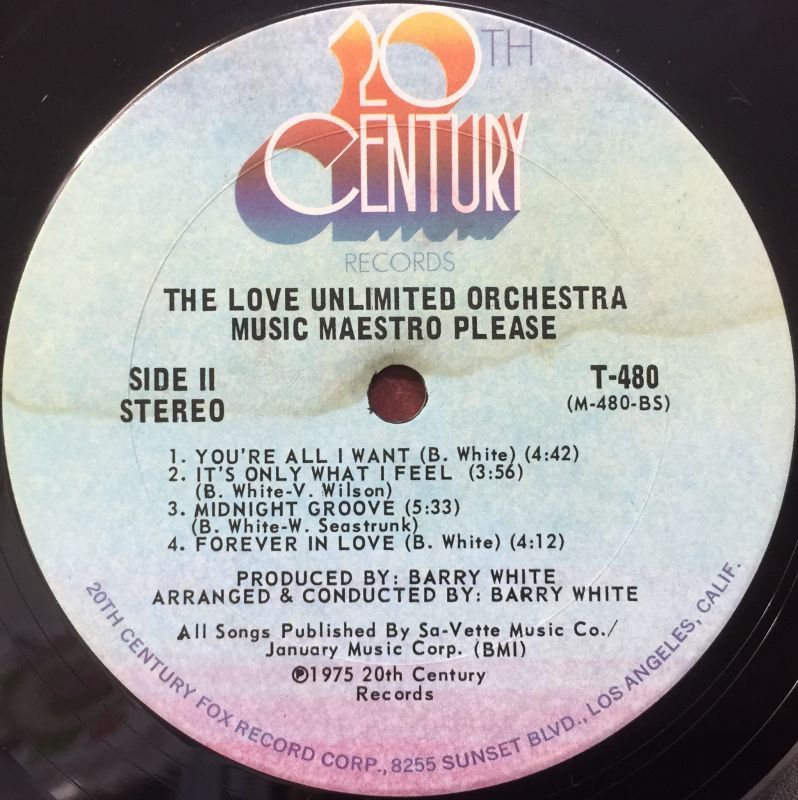 20TH
CENTURY
RECORDS
THE LOVE UNLIMITED ORCHESTRA
MUSIC MAESTRO PLEASE
SIDE II
STEREO
T-480
(M-480-BS)
1. YOU'RE ALL I WANT (B. White) (4:42)
2. IT'S ONLY WHAT I FEEL (3:56)
(B. White-V. Wilson)
3. MIDNIGHT GROOVE (5:33)
(B. White-W. Seastrunk)
4. FOREVER IN LOVE (B. White) (4:12)
PRODUCED BY: BARRY WHITE
ARRANGED & CONDUCTED BY: BARRY WHITE
All Songs Published By Sa-Vette Music Co./
January Music Corp. (BMI)
℗1975 20th Century
Records
20TH CENTURY FOX RECORD CORP., 8255 SUNSET BLVD., LOS ANGELES, CALIF.